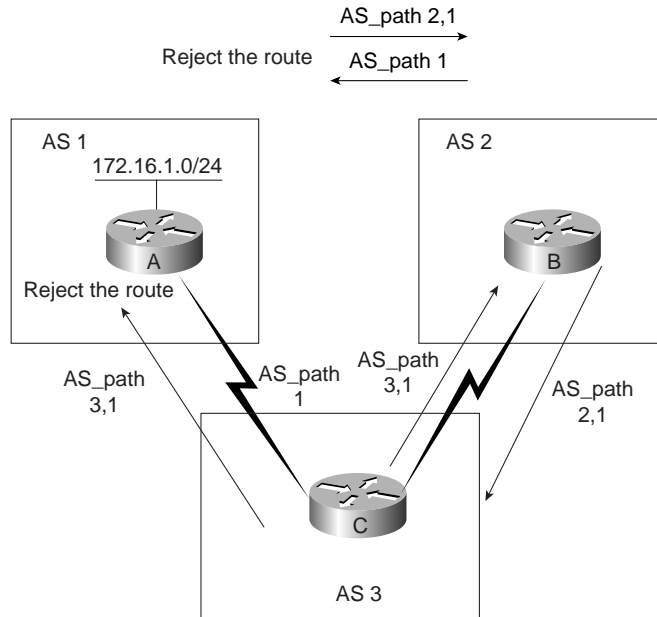 AS_path 2,1
Reject the route
AS_path 1
AS 1
172.16.1.0/24
A
Reject the route
AS 2
B
AS_path
3,1
AS_path
1
AS_path
3,1
AS_path
2,1
C
AS 3